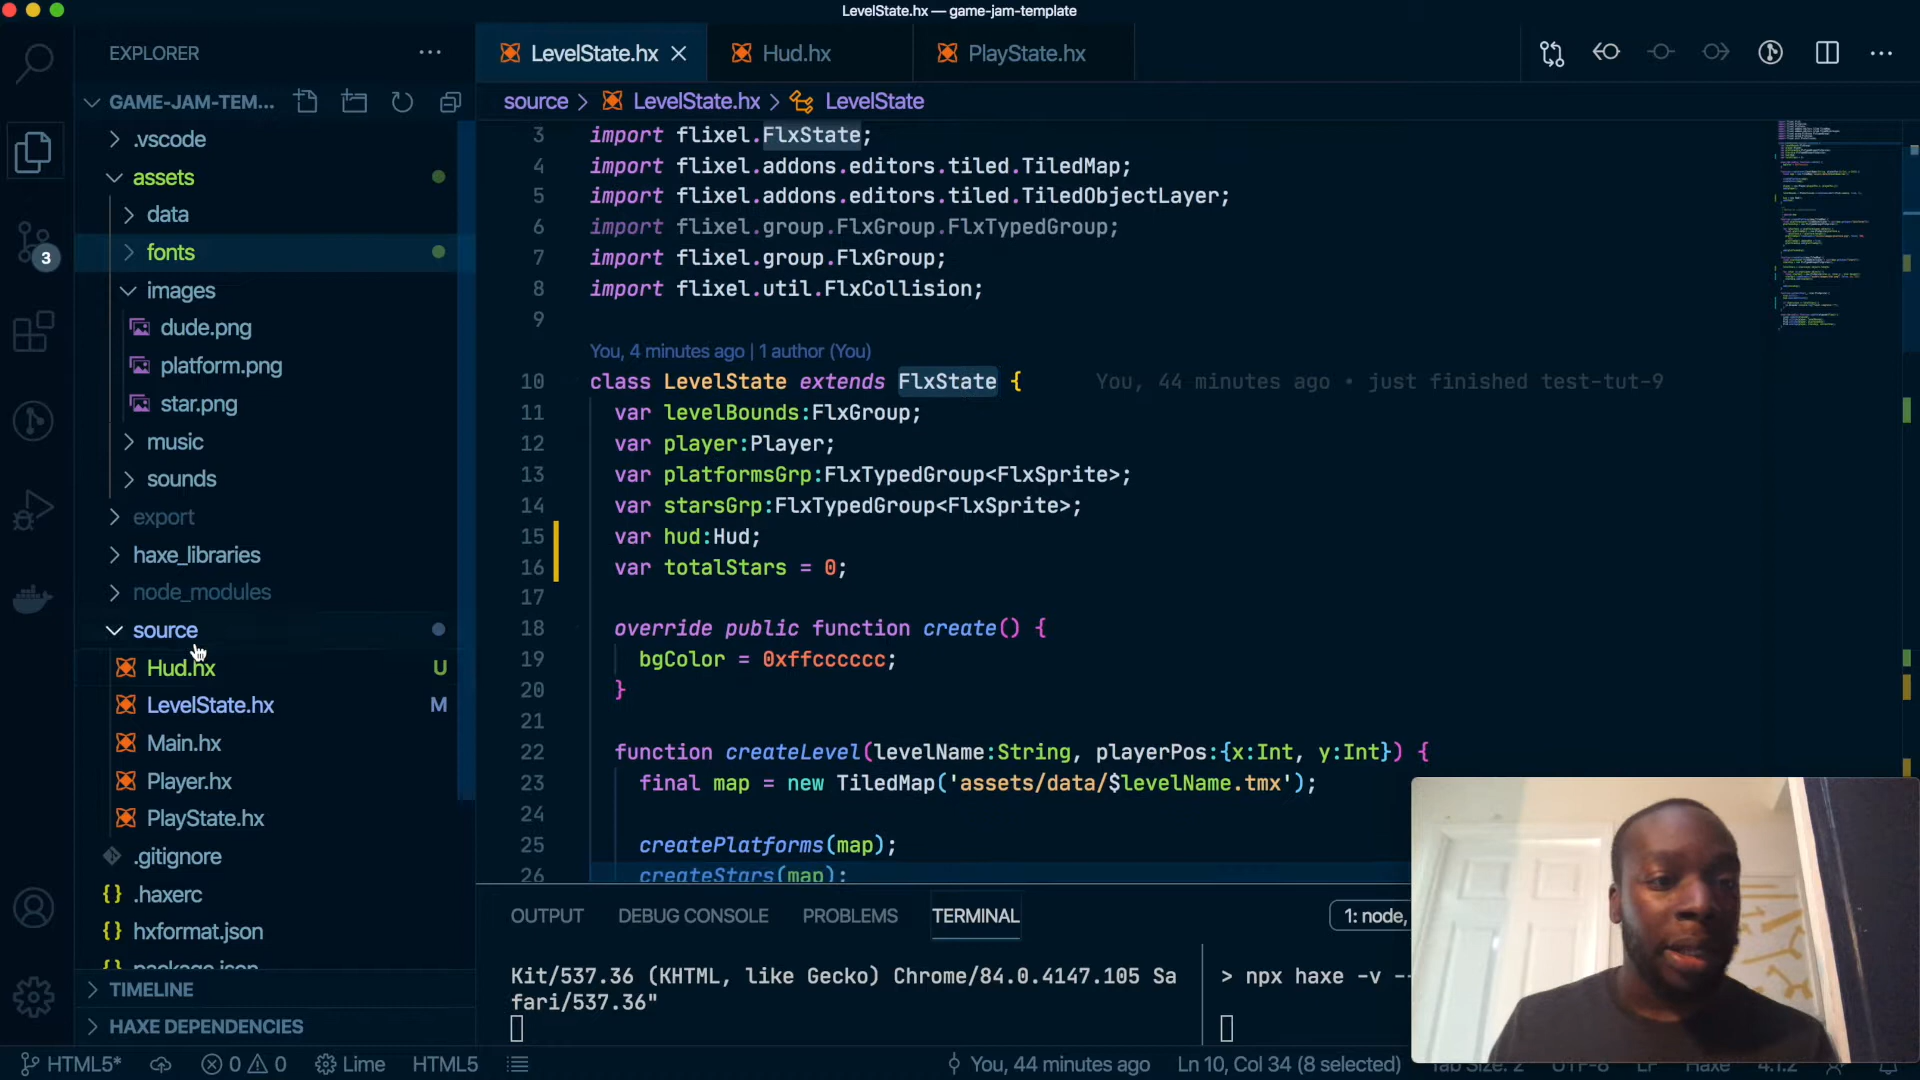 LevelState.hx — game-jam-template
EXPLORER
GAME-JAM-TEM...
.vscode
assets
data
fonts
images
dude.png
platform.png
star.png
music
sounds
export
haxe_libraries
node_modules
source
Hud.hx U
LevelState.hx M
Main.hx
Player.hx
PlayState.hx
.gitignore
{} .haxerc
{} hxformat.json
{} package.json
TIMELINE
HAXE DEPENDENCIES
3
LevelState.hx
Hud.hx
PlayState.hx
source > LevelState.hx > LevelState
3 import flixel.FlxState;
4 import flixel.addons.editors.tiled.TiledMap;
5 import flixel.addons.editors.tiled.TiledObjectLayer;
6 import flixel.group.FlxGroup.FlxTypedGroup;
7 import flixel.group.FlxGroup;
8 import flixel.util.FlxCollision;
9
You, 4 minutes ago | 1 author (You)
10 class LevelState extends FlxState { You, 44 minutes ago • just finished test-tut-9
11 var levelBounds:FlxGroup;
12 var player:Player;
13 var platformsGrp:FlxTypedGroup<FlxSprite>;
14 var starsGrp:FlxTypedGroup<FlxSprite>;
15 var hud:Hud;
16 var totalStars = 0;
17
18 override public function create() {
19 bgColor = 0xffcccccc;
20 }
21
22 function createLevel(levelName:String, playerPos:{x:Int, y:Int}) {
23 final map = new TiledMap('assets/data/$levelName.tmx');
24
25 createPlatforms(map);
26 createStars(map);
OUTPUT DEBUG CONSOLE PROBLEMS TERMINAL 1: node,
Kit/537.36 (KHTML, like Gecko) Chrome/84.0.4147.105 Sa
fari/537.36"
> npx haxe -v --
HTML5* 0 0 Lime HTML5 You, 44 minutes ago Ln 10, Col 34 (8 selected) Tab Size: 2 UTF-8 LF Haxe 4.1.2